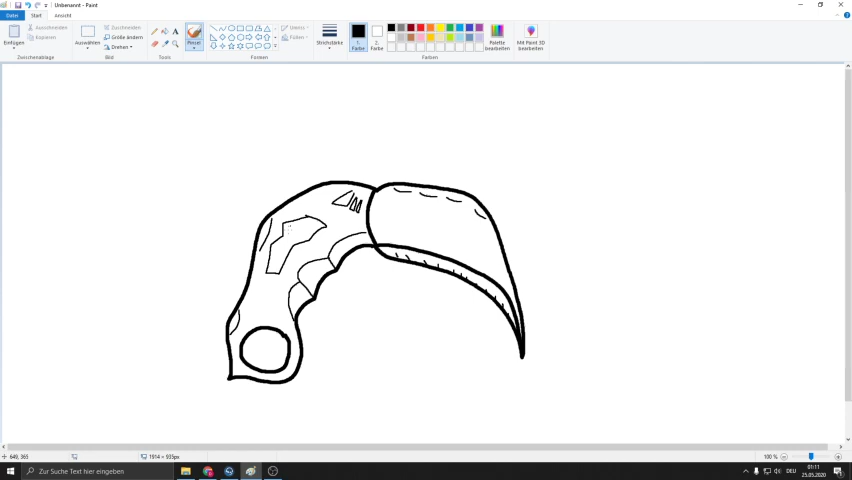 Unbenannt - Paint
Datei Start Ansicht
Einfügen
Ausschneiden
Kopieren
Zwischenablage
Auswählen
Zuschneiden
Größe ändern
Drehen
Bild
A
Tools
Pinsel
Umriss
Füllen
Formen
Strichstärke
1. Farbe
2. Farbe
Palette bearbeiten
Mit Paint 3D bearbeiten
Farben
649, 365
1914 × 935px
100 %
Zur Suche Text hier eingeben
DEU
01:11
25.05.2020